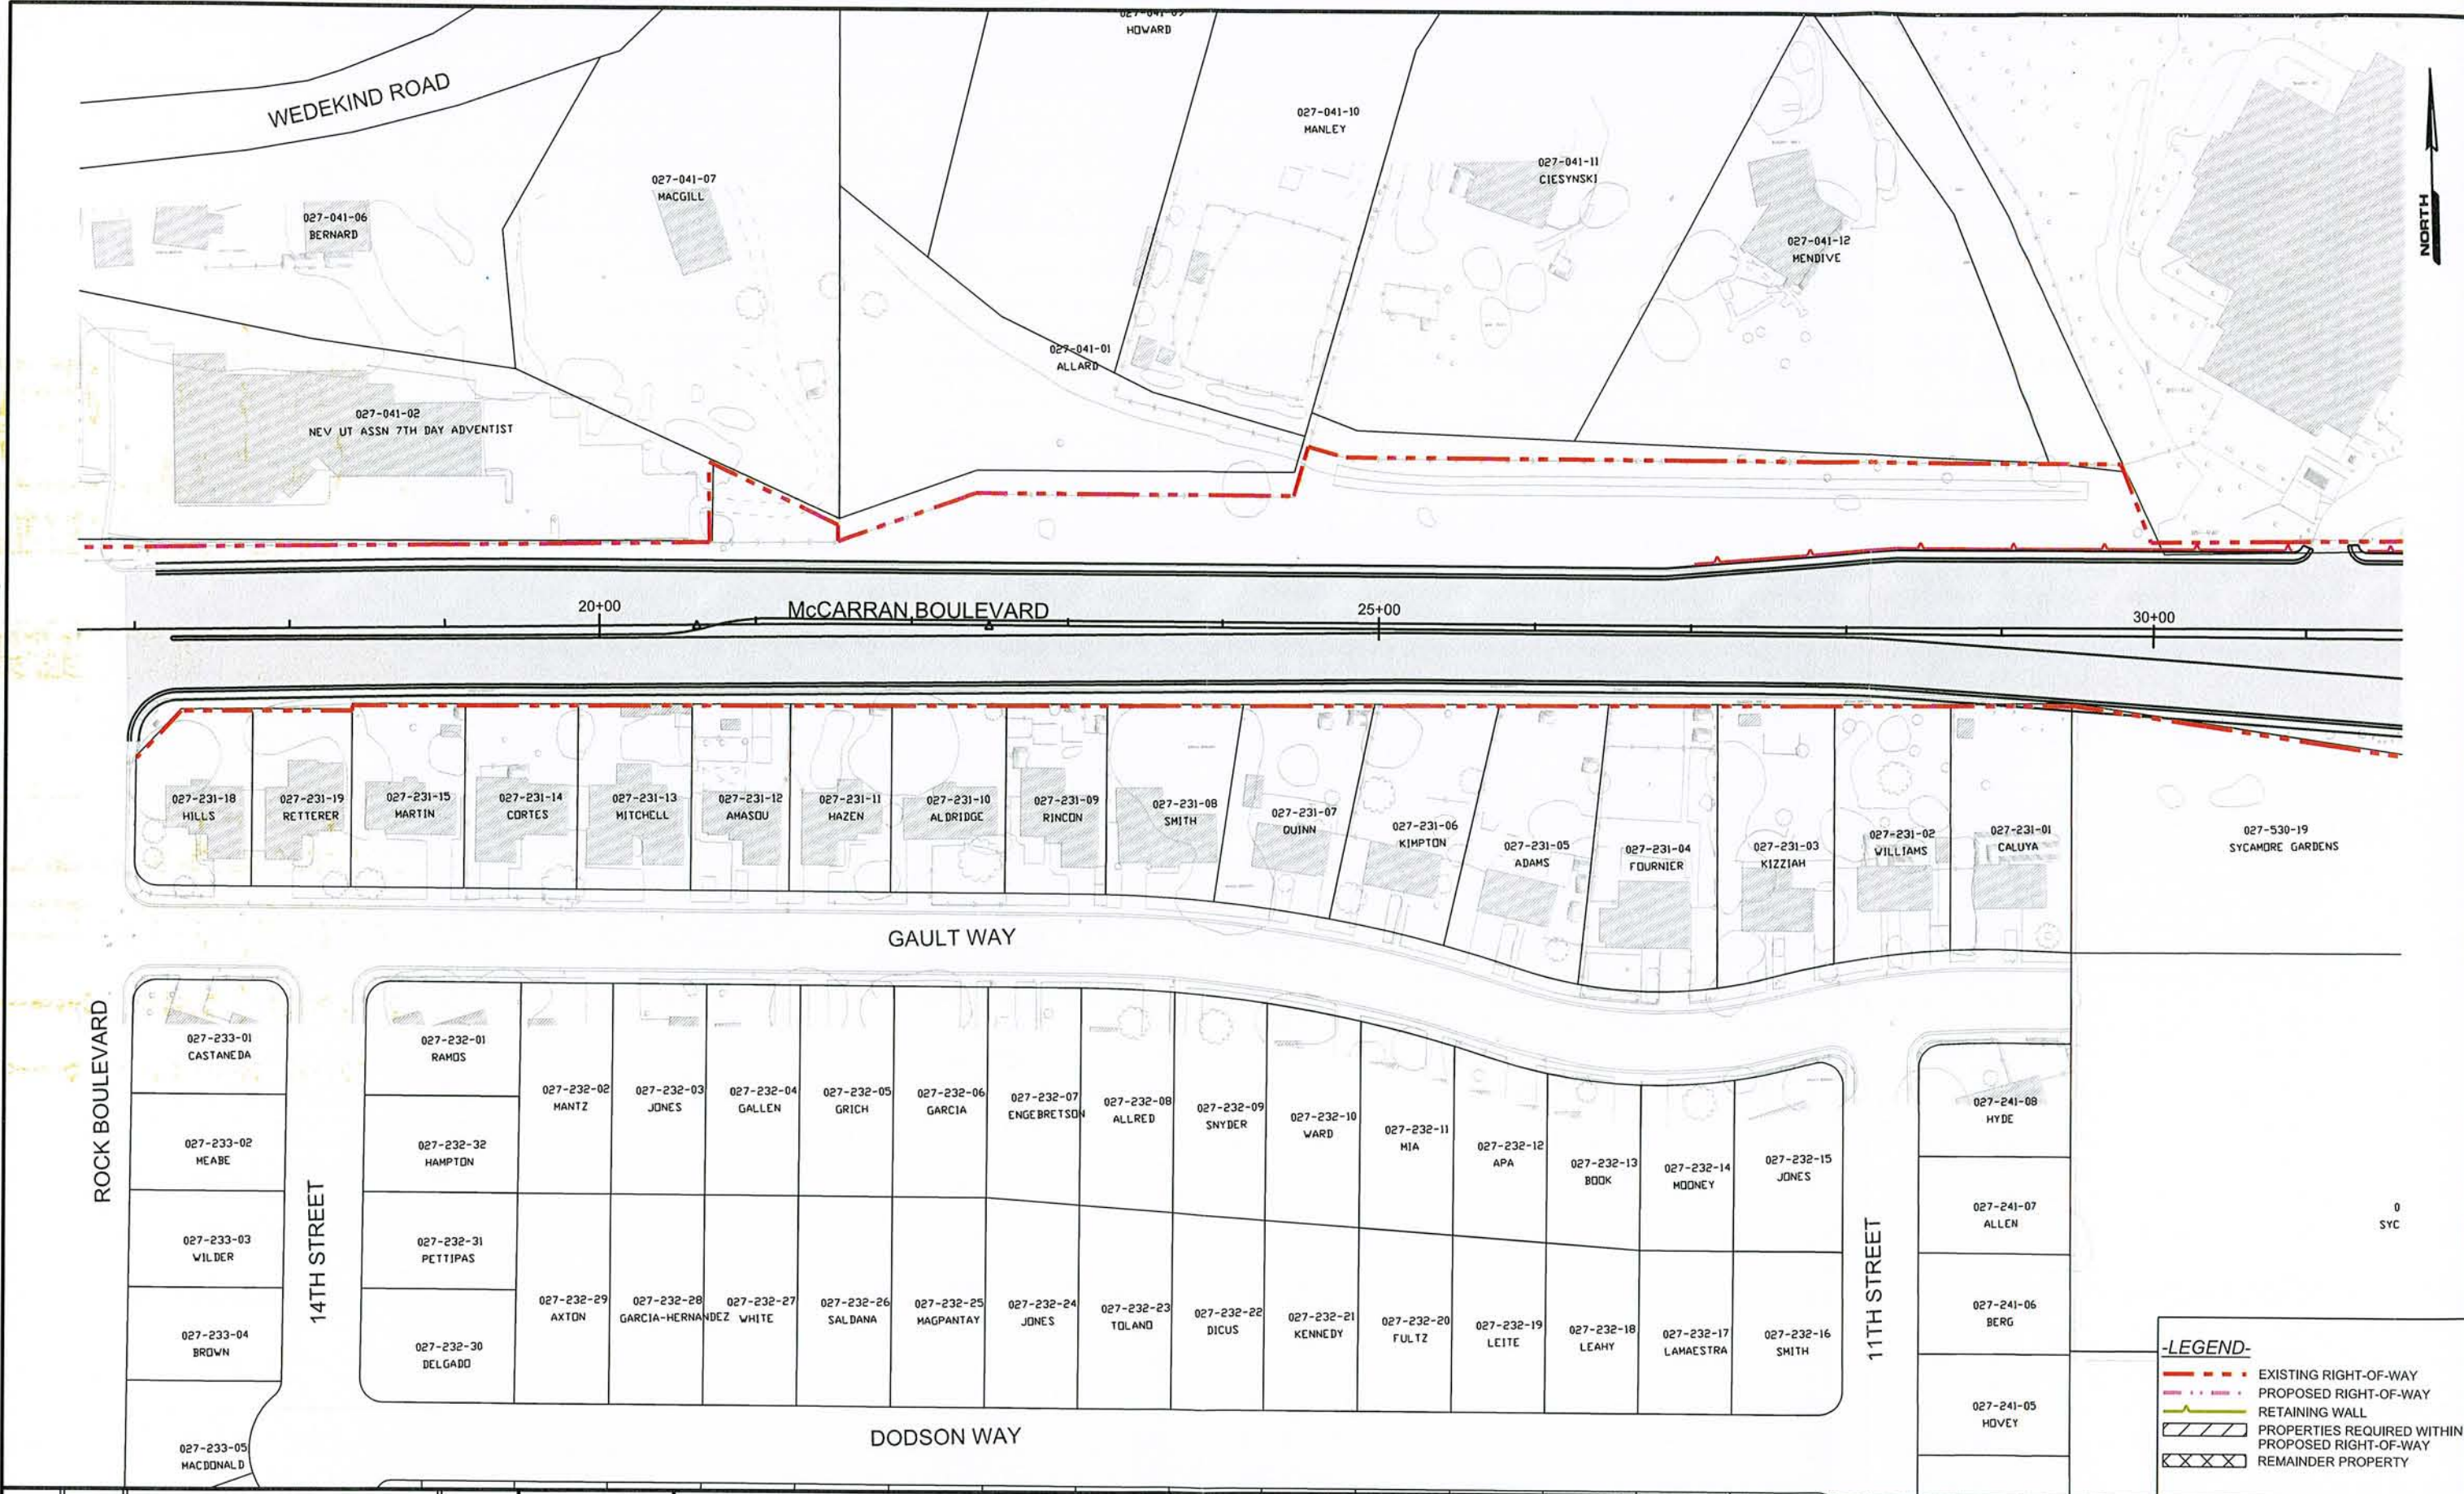 HOWARD
WEDEKIND ROAD
027-041-10
MANLEY
027-041-11
CIESYNSKI
027-041-07
MACGILL
027-041-06
BERNARD
027-041-12
MENDIVE
NORTH
027-041-01
ALLARD
027-041-02
NEV UT ASSN 7TH DAY ADVENTIST
20+00
McCARRAN BOULEVARD
25+00
30+00
027-231-18
HILLS
027-231-19
RETTERER
027-231-15
MARTIN
027-231-14
CORTES
027-231-13
MITCHELL
027-231-12
AMASOU
027-231-11
HAZEN
027-231-10
ALDRIDGE
027-231-09
RINCON
027-231-08
SMITH
027-231-07
QUINN
027-231-06
KIMPTON
027-231-05
ADAMS
027-231-04
FOURNIER
027-231-03
KIZZIAH
027-231-02
WILLIAMS
027-231-01
CALUYA
027-530-19
SYCAMORE GARDENS
GAULT WAY
ROCK BOULEVARD
027-233-01
CASTANEDA
027-233-02
MEABE
027-233-03
WILDER
027-233-04
BROWN
027-233-05
MACDONALD
14TH STREET
027-232-01
RAMOS
027-232-32
HAMPTON
027-232-31
PETTIPAS
027-232-30
DELGADO
027-232-02
MANTZ
027-232-03
JONES
027-232-04
GALLEN
027-232-05
GRICH
027-232-06
GARCIA
027-232-07
ENGEBRETSON
027-232-08
ALLRED
027-232-09
SNYDER
027-232-10
WARD
027-232-11
MIA
027-232-12
APA
027-232-13
BOOK
027-232-14
MOONEY
027-232-15
JONES
027-232-29
AXTON
027-232-28
GARCIA-HERNANDEZ
027-232-27
WHITE
027-232-26
SALDANA
027-232-25
MAGPANTAY
027-232-24
JONES
027-232-23
TOLANO
027-232-22
DICUS
027-232-21
KENNEDY
027-232-20
FULTZ
027-232-19
LEITE
027-232-18
LEAHY
027-232-17
LAMAESTRA
027-232-16
SMITH
11TH STREET
027-241-08
HYDE
027-241-07
ALLEN
027-241-06
BERG
027-241-05
HOVEY
0
SYC
DODSON WAY
-LEGEND-
EXISTING RIGHT-OF-WAY
PROPOSED RIGHT-OF-WAY
RETAINING WALL
PROPERTIES REQUIRED WITHIN
PROPOSED RIGHT-OF-WAY
REMAINDER PROPERTY